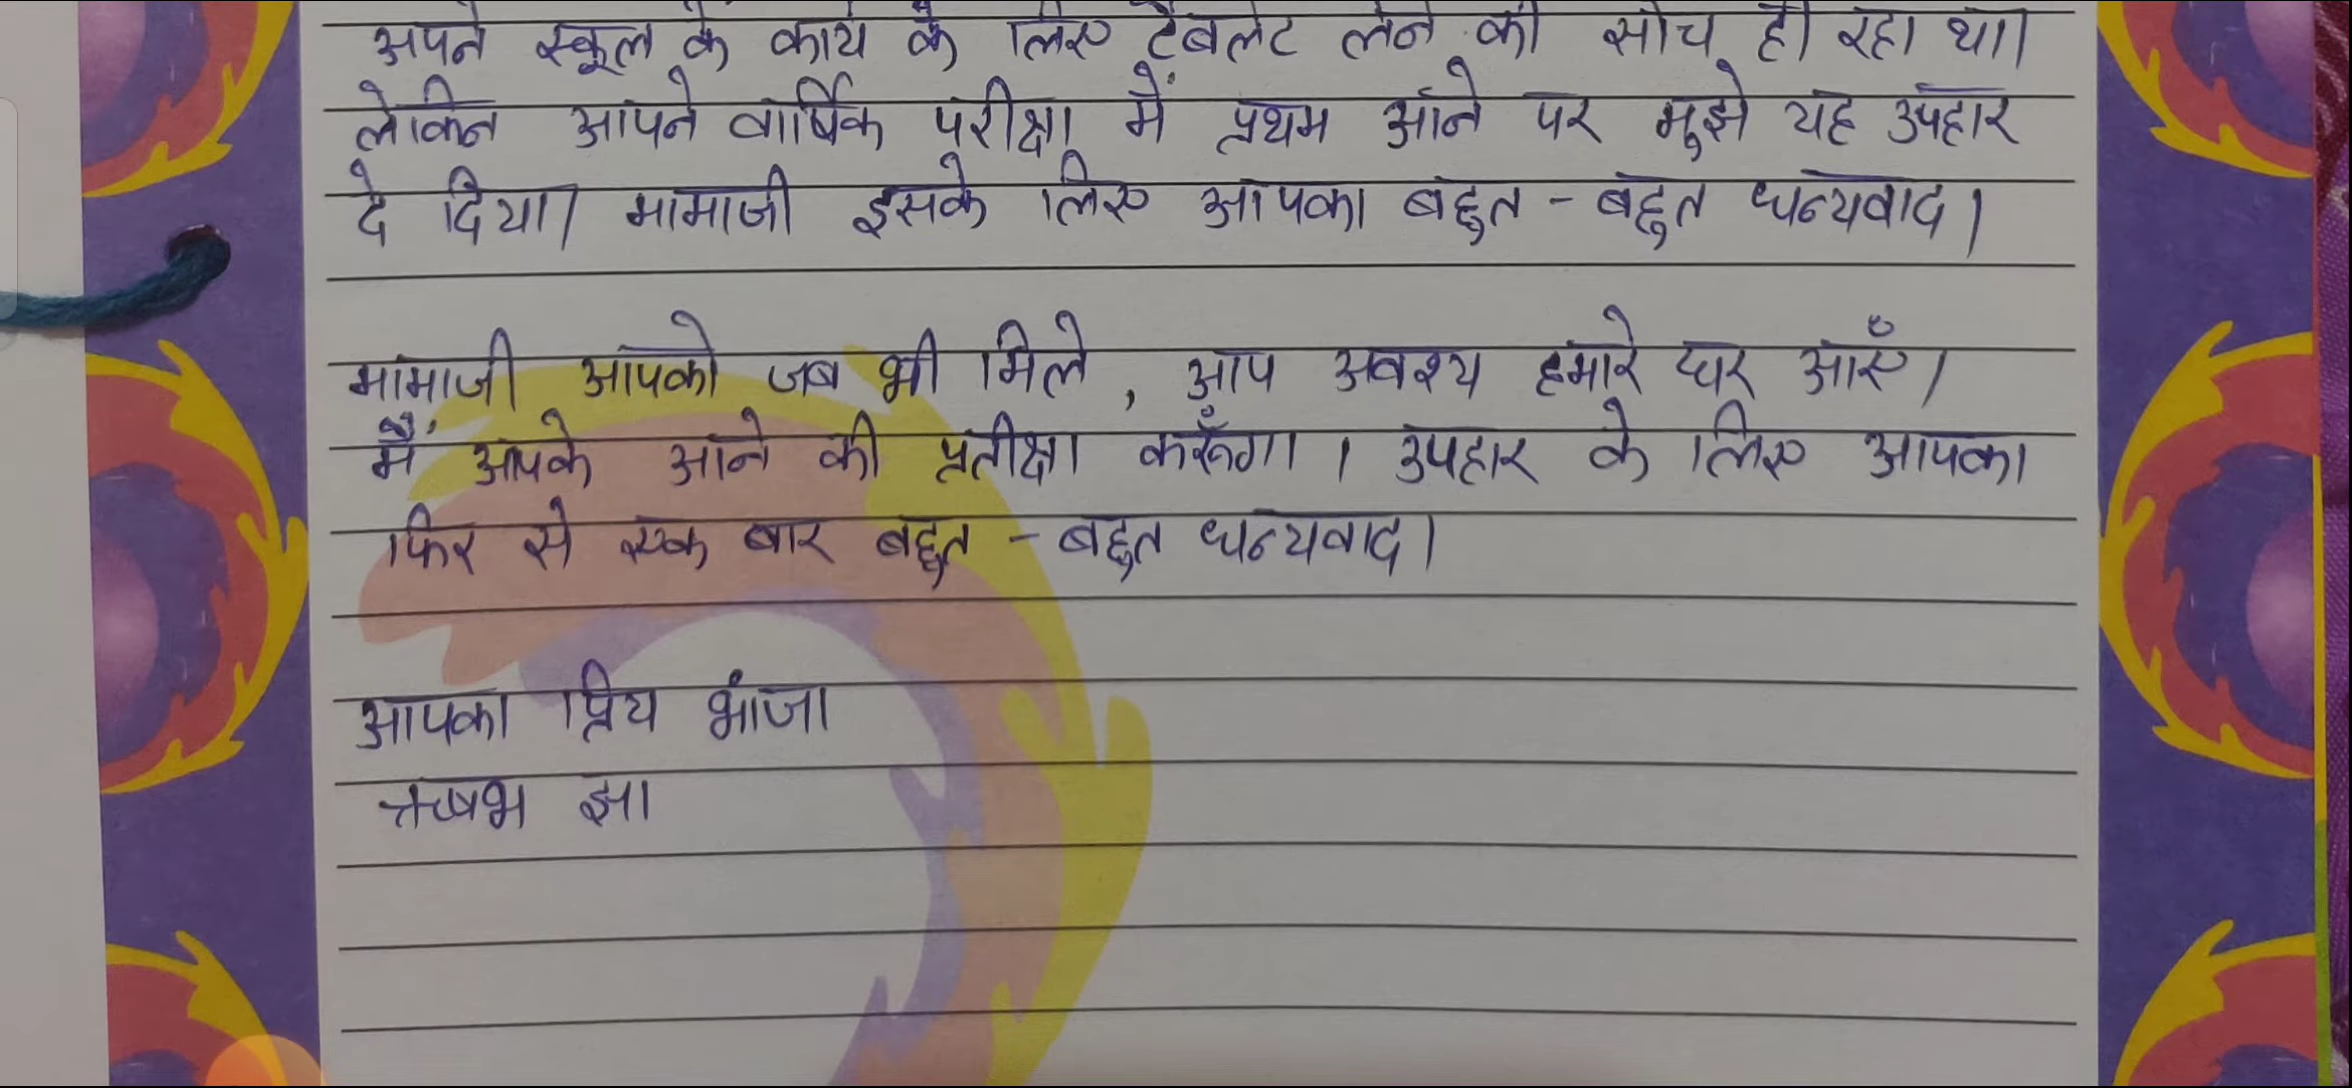 अपने स्कूल के कार्य के लिए टैबलेट लेने की सोच ही रहा था।
लेकिन आपने वार्षिक परीक्षा में प्रथम आने पर मुझे यह उपहार
दे दिया। मामाजी इसके लिए आपका बहुत - बहुत धन्यवाद।
मामाजी आपको जब भी मिले, आप अवश्य हमारे घर आएँ।
मैं आपके आने की प्रतीक्षा करूँगा। उपहार के लिए आपका
फिर से एक बार बहुत - बहुत धन्यवाद।
आपका प्रिय भांजा
ऋषभ झा